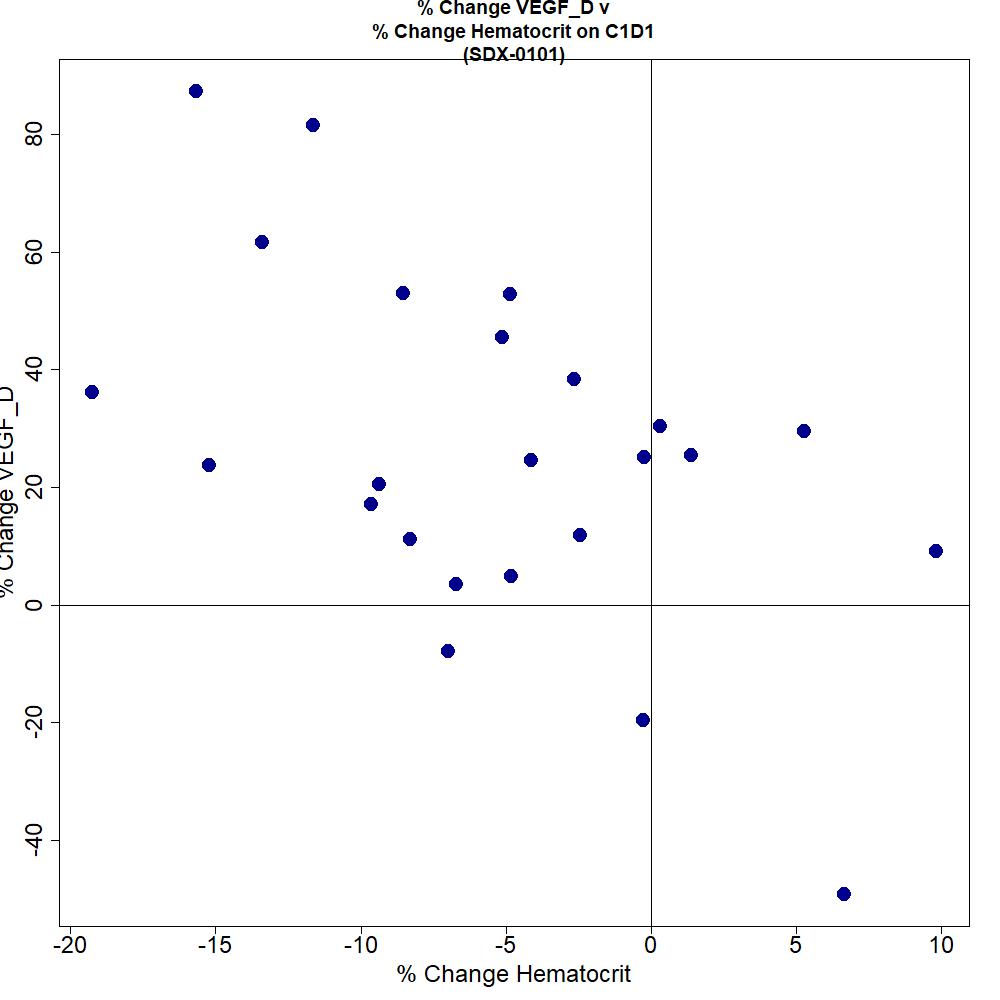 % Change VEGF_D v
% Change Hematocrit on C1D1
(SDX-0101)
% Change VEGF_D
80
60
40
20
0
-20
-40
-20 -15 -10 -5 0 5 10
% Change Hematocrit